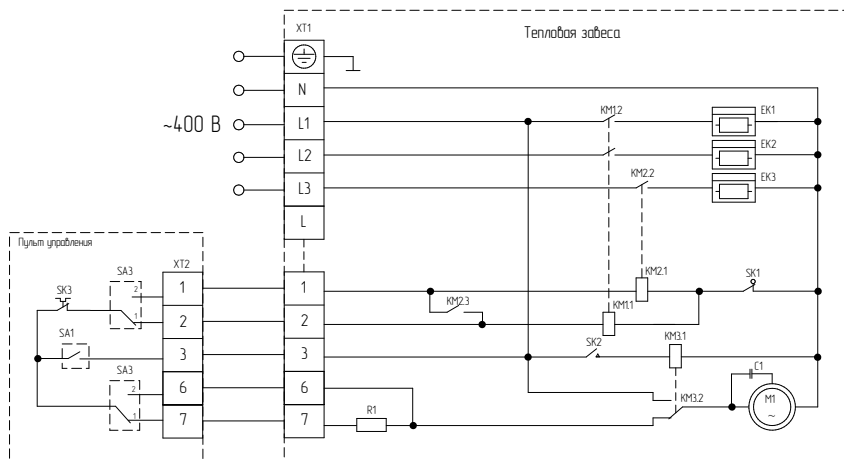 XT1
Тепловая завеса
N
~400 В
L1
KM1.2
EK1
L2
EK2
L3
KM2.2
EK3
L
Пульт управления
SK3
SA3
XT2
2
1
1
1
KM2.1
SK1
1
2
2
KM2.3
KM1.1
SA1
3
3
SK2
KM3.1
SA3
2
6
6
C1
1
7
7
R1
KM3.2
M1
~